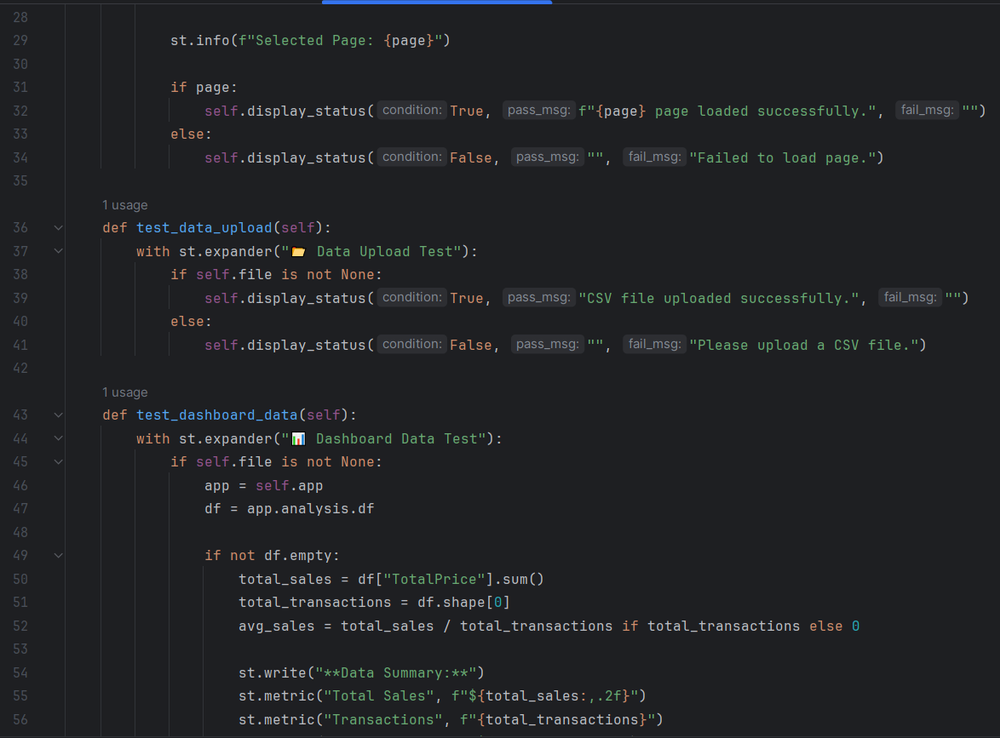 28
29 st.info(f"Selected Page: {page}")
30
31 if page:
32 self.display_status( condition: True, pass_msg: f"{page} page loaded successfully.", fail_msg: "")
33 else:
34 self.display_status( condition: False, pass_msg: "", fail_msg: "Failed to load page.")
35
1 usage
36 def test_data_upload(self):
37 with st.expander("📂 Data Upload Test"):
38 if self.file is not None:
39 self.display_status( condition: True, pass_msg: "CSV file uploaded successfully.", fail_msg: "")
40 else:
41 self.display_status( condition: False, pass_msg: "", fail_msg: "Please upload a CSV file.")
42
1 usage
43 def test_dashboard_data(self):
44 with st.expander("📊 Dashboard Data Test"):
45 if self.file is not None:
46 app = self.app
47 df = app.analysis.df
48
49 if not df.empty:
50 total_sales = df["TotalPrice"].sum()
51 total_transactions = df.shape[0]
52 avg_sales = total_sales / total_transactions if total_transactions else 0
53
54 st.write("**Data Summary:**")
55 st.metric("Total Sales", f"${total_sales:,.2f}")
56 st.metric("Transactions", f"{total_transactions}")